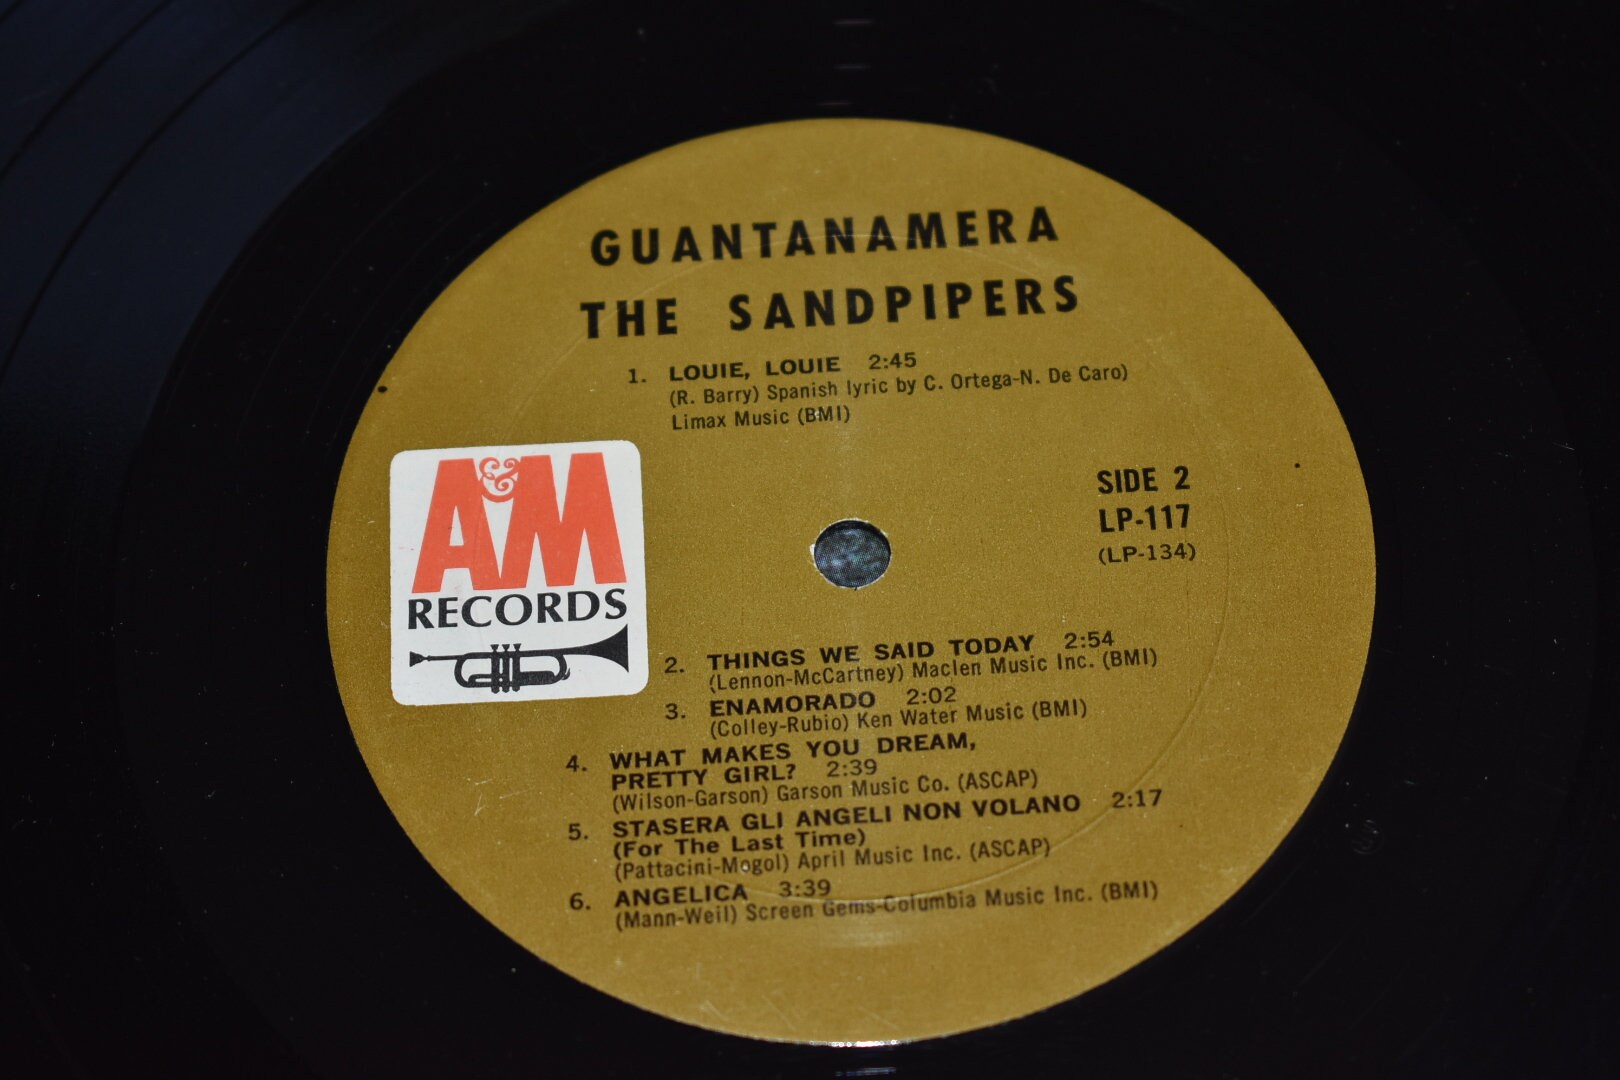 GUANTANAMERA
THE SANDPIPERS
1. LOUIE, LOUIE 2:45
(R. Barry) Spanish lyric by C. Ortega-N. De Caro)
Limax Music (BMI)
A&M
RECORDS
SIDE 2
LP-117
(LP-134)
2. THINGS WE SAID TODAY 2:54
(Lennon-McCartney) Maclen Music Inc. (BMI)
3. ENAMORADO 2:02
(Colley-Rubio) Ken Water Music (BMI)
4. WHAT MAKES YOU DREAM,
PRETTY GIRL? 2:39
(Wilson-Garson) Garson Music Co. (ASCAP)
5. STASERA GLI ANGELI NON VOLANO 2:17
(For The Last Time)
(Pattacini-Mogol) April Music Inc. (ASCAP)
6. ANGELICA 3:39
(Mann-Weil) Screen Gems-Columbia Music Inc. (BMI)